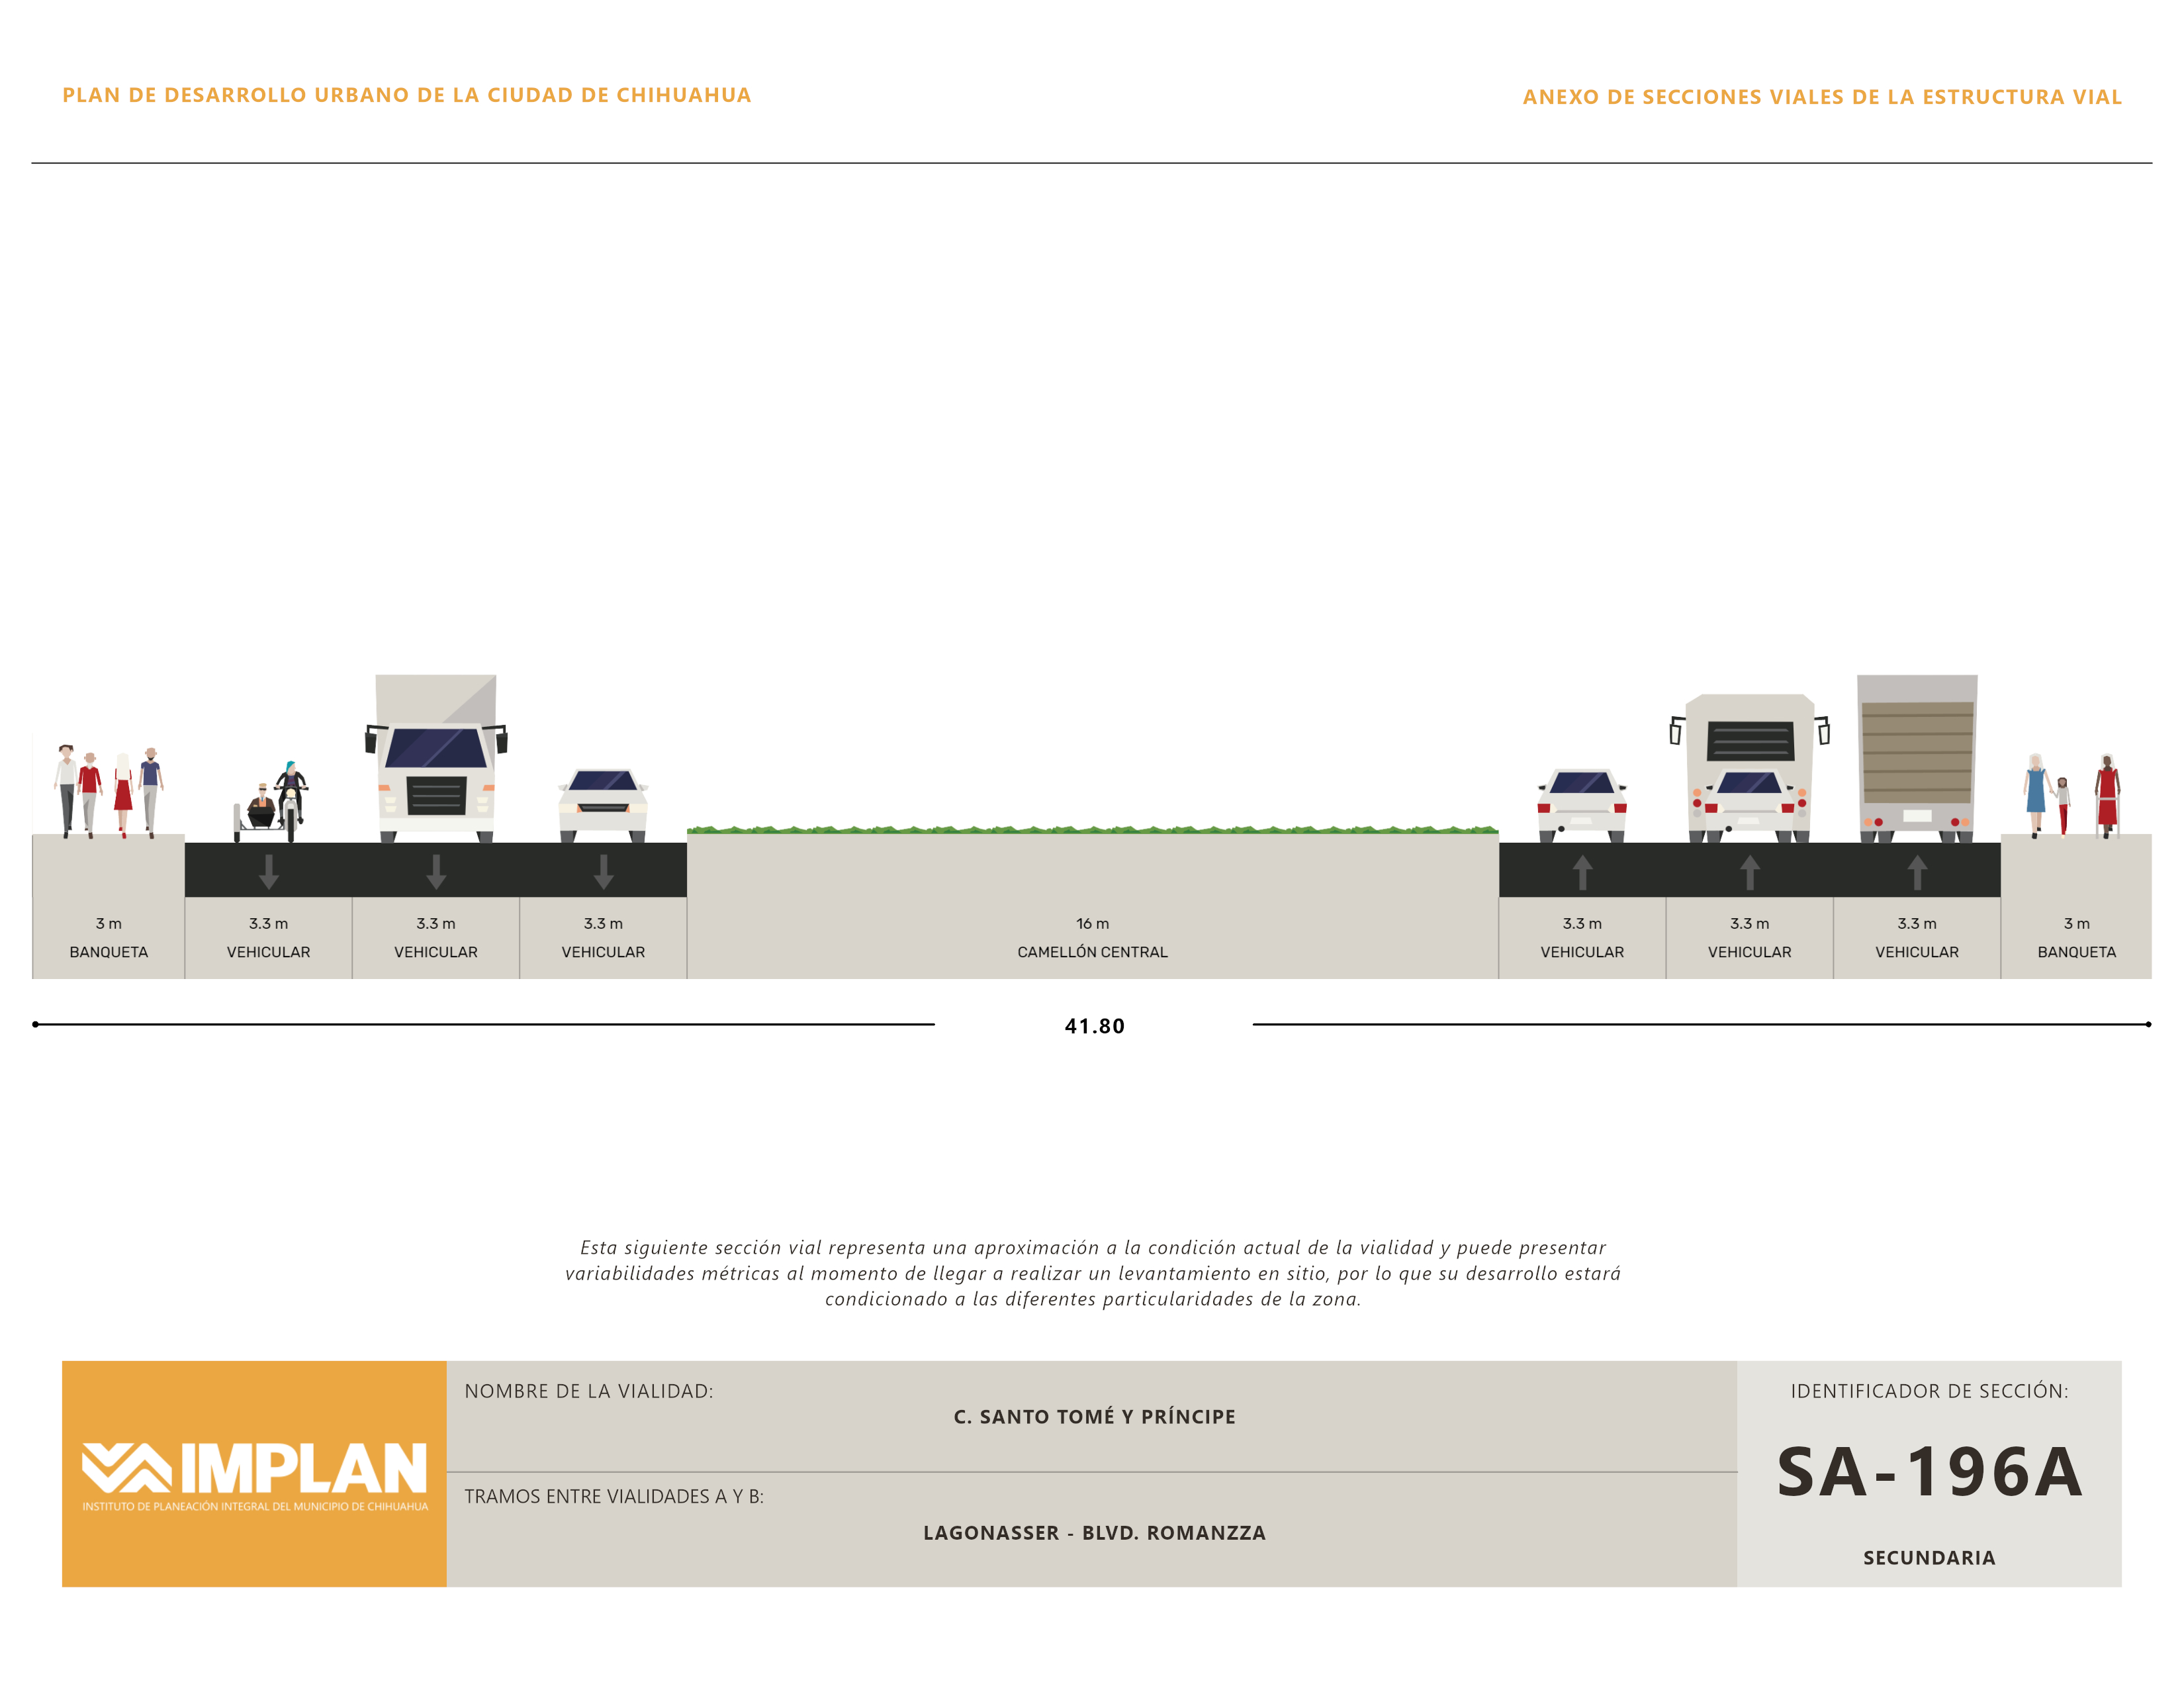 PLAN DE DESARROLLO URBANO DE LA CIUDAD DE CHIHUAHUA
ANEXO DE SECCIONES VIALES DE LA ESTRUCTURA VIAL
3 m
BANQUETA
3.3 m
VEHICULAR
3.3 m
VEHICULAR
3.3 m
VEHICULAR
16 m
CAMELLÓN CENTRAL
3.3 m
VEHICULAR
3.3 m
VEHICULAR
3.3 m
VEHICULAR
3 m
BANQUETA
41.80
Esta siguiente sección vial representa una aproximación a la condición actual de la vialidad y puede presentar
variabilidades métricas al momento de llegar a realizar un levantamiento en sitio, por lo que su desarrollo estará
condicionado a las diferentes particularidades de la zona.
IMPLAN
INSTITUTO DE PLANEACIÓN INTEGRAL DEL MUNICIPIO DE CHIHUAHUA
NOMBRE DE LA VIALIDAD:
C. SANTO TOMÉ Y PRÍNCIPE
TRAMOS ENTRE VIALIDADES A Y B:
LAGONASSER - BLVD. ROMANZZA
IDENTIFICADOR DE SECCIÓN:
SA-196A
SECUNDARIA